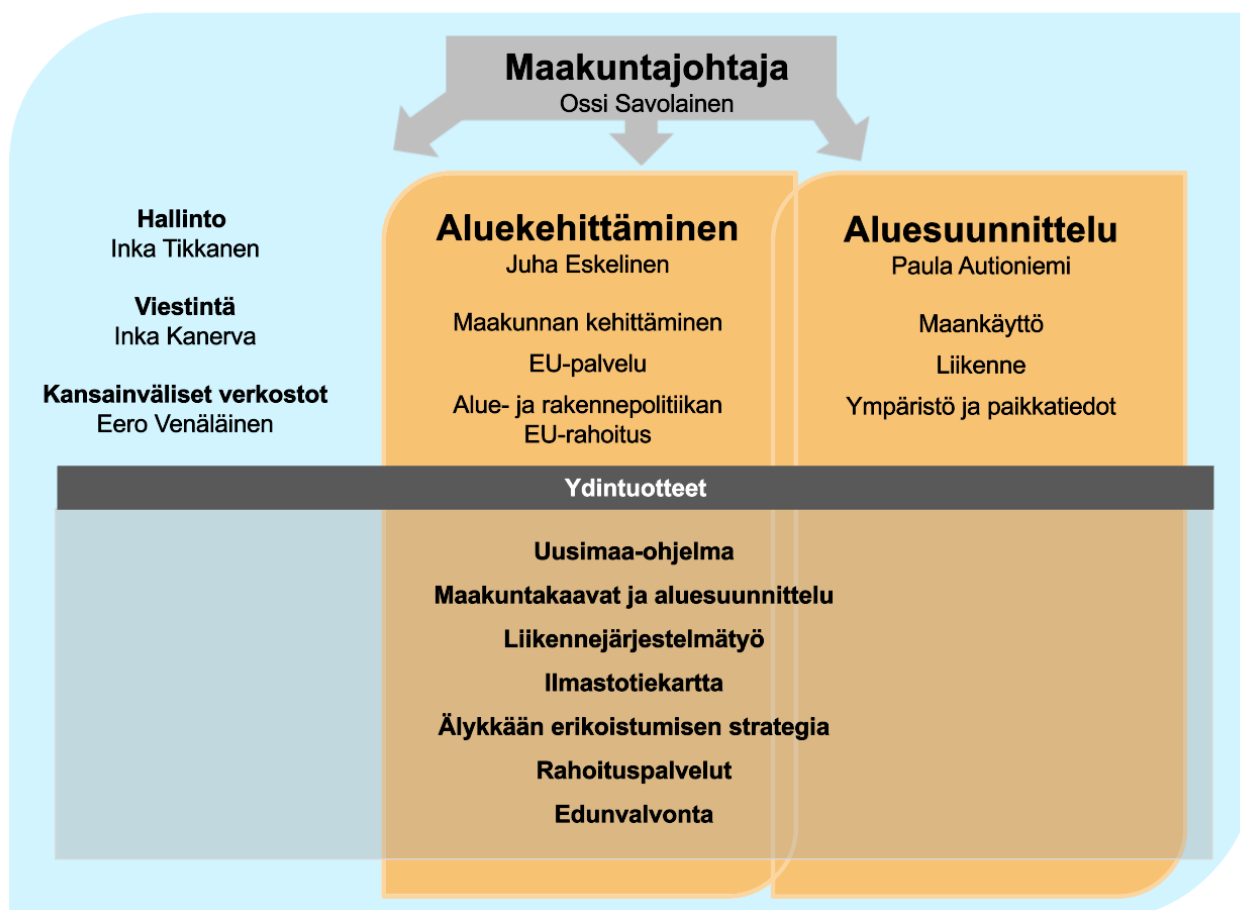 Maakuntajohtaja
Ossi Savolainen
Hallinto
Inka Tikkanen
Viestintä
Inka Kanerva
Kansainväliset verkostot
Eero Venäläinen
Aluekehittäminen
Juha Eskelinen
Maakunnan kehittäminen
EU-palvelu
Alue- ja rakennepolitiikan
EU-rahoitus
Aluesuunnittelu
Paula Autioniemi
Maankäyttö
Liikenne
Ympäristö ja paikkatiedot
Ydintuotteet
Uusimaa-ohjelma
Maakuntakaavat ja aluesuunnittelu
Liikennejärjestelmätyö
Ilmastotiekartta
Älykkään erikoistumisen strategia
Rahoituspalvelut
Edunvalvonta